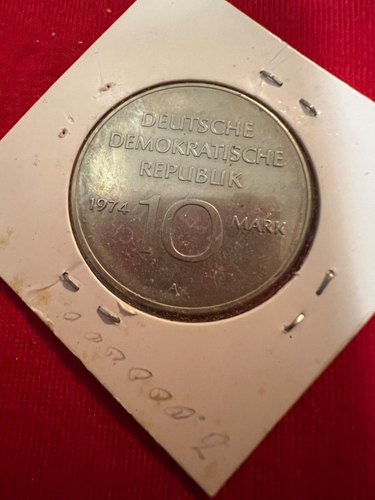 DEUTSCHE
DEMOKRATISCHE
REPUBLIK
1974 10 MARK
A